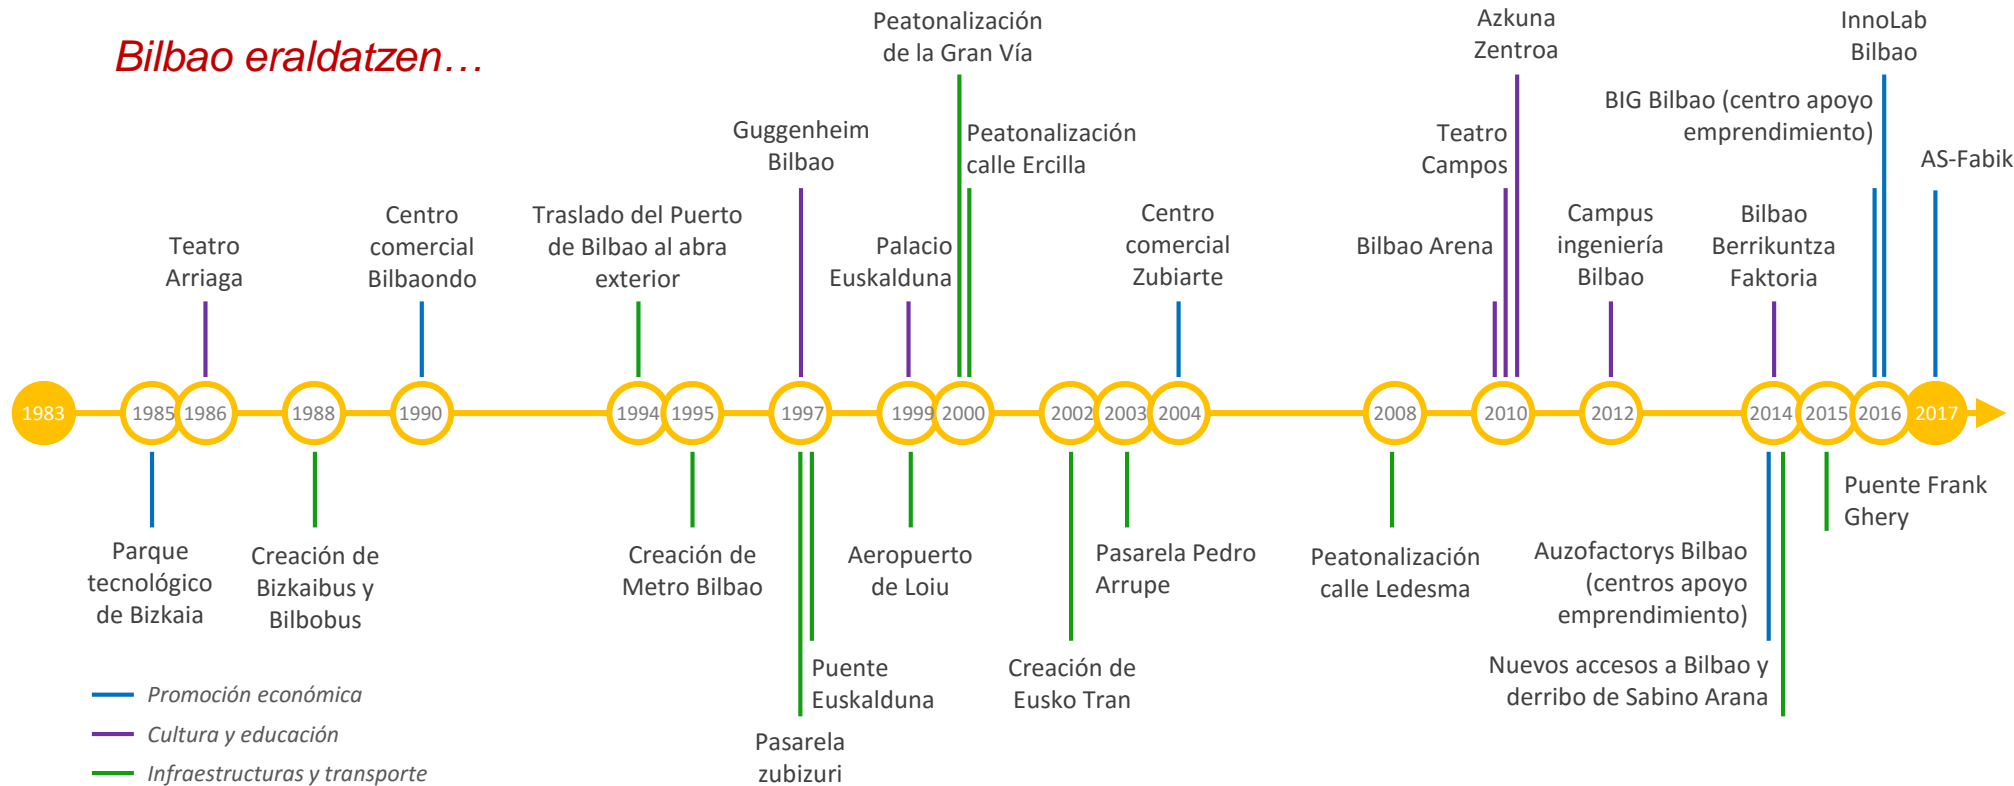 Bilbao eraldatzen…
Peatonalización
de la Gran Vía
Azkuna
Zentroa
InnoLab
Bilbao
Guggenheim
Bilbao
Peatonalización
calle Ercilla
Teatro
Campos
BIG Bilbao (centro apoyo
emprendimiento)
AS-Fabik
Teatro
Arriaga
Centro
comercial
Bilbaondo
Traslado del Puerto
de Bilbao al abra
exterior
Palacio
Euskalduna
Centro
comercial
Zubiarte
Bilbao Arena
Campus
ingeniería
Bilbao
Bilbao
Berrikuntza
Faktoria
1983
1985
1986
1988
1990
1994
1995
1997
1999
2000
2002
2003
2004
2008
2010
2012
2014
2015
2016
2017
Parque
tecnológico
de Bizkaia
Creación de
Bizkaibus y
Bilbobus
Creación de
Metro Bilbao
Puente
Euskalduna
Pasarela
zubizuri
Aeropuerto
de Loiu
Creación de
Eusko Tran
Pasarela Pedro
Arrupe
Peatonalización
calle Ledesma
Auzofactorys Bilbao
(centros apoyo
emprendimiento)
Nuevos accesos a Bilbao y
derribo de Sabino Arana
Puente Frank
Ghery
Promoción económica
Cultura y educación
Infraestructuras y transporte